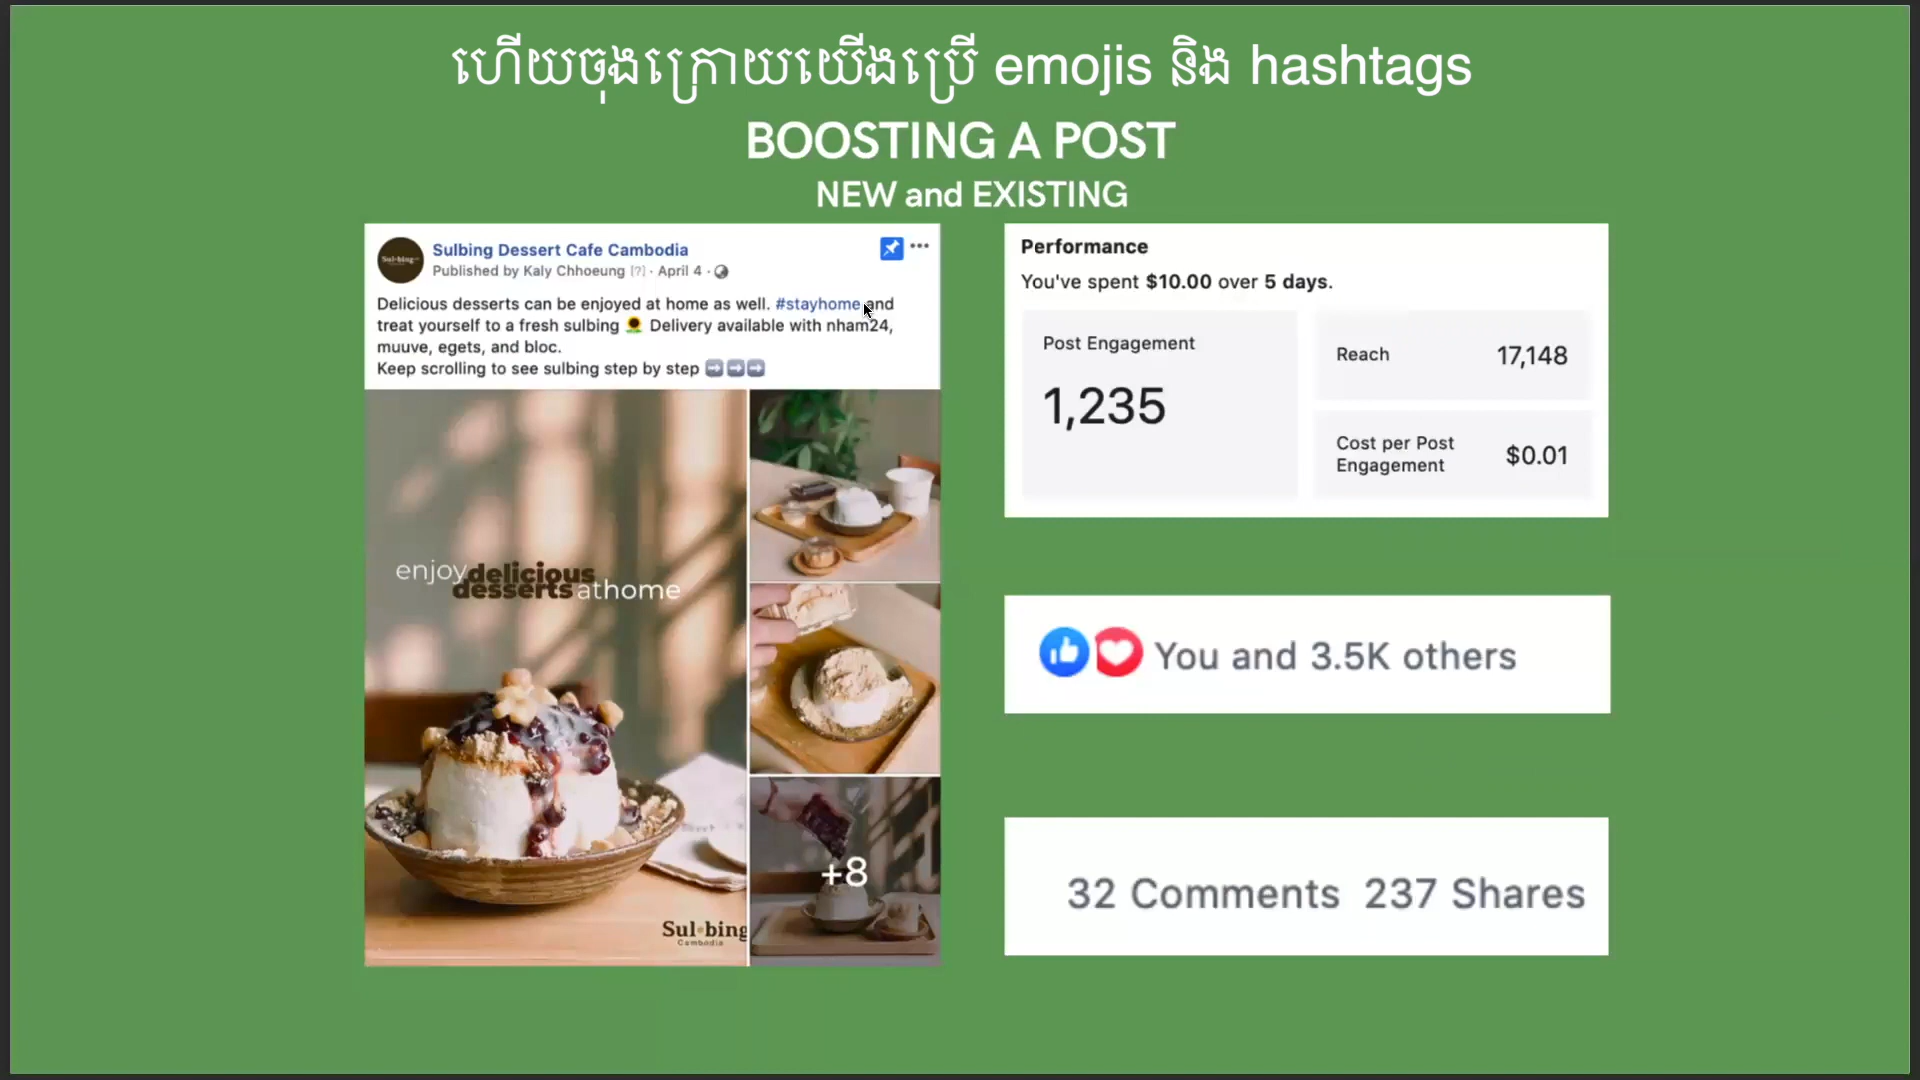 ហើយចុងក្រោយយើងប្រើ emojis និង hashtags
BOOSTING A POST
NEW and EXISTING
Sulbing Dessert Cafe Cambodia
Published by Kaly Chhoeung [?] · April 4 ·
Delicious desserts can be enjoyed at home as well. #stayhome and
treat yourself to a fresh sulbing 🌻 Delivery available with nham24,
muuve, egets, and bloc.
Keep scrolling to see sulbing step by step ➡️➡️➡️
enjoy delicious
desserts athome
Sul·bing
Cambodia
+8
Performance
You've spent $10.00 over 5 days.
Post Engagement
1,235
Reach 17,148
Cost per Post
Engagement $0.01
You and 3.5K others
32 Comments 237 Shares